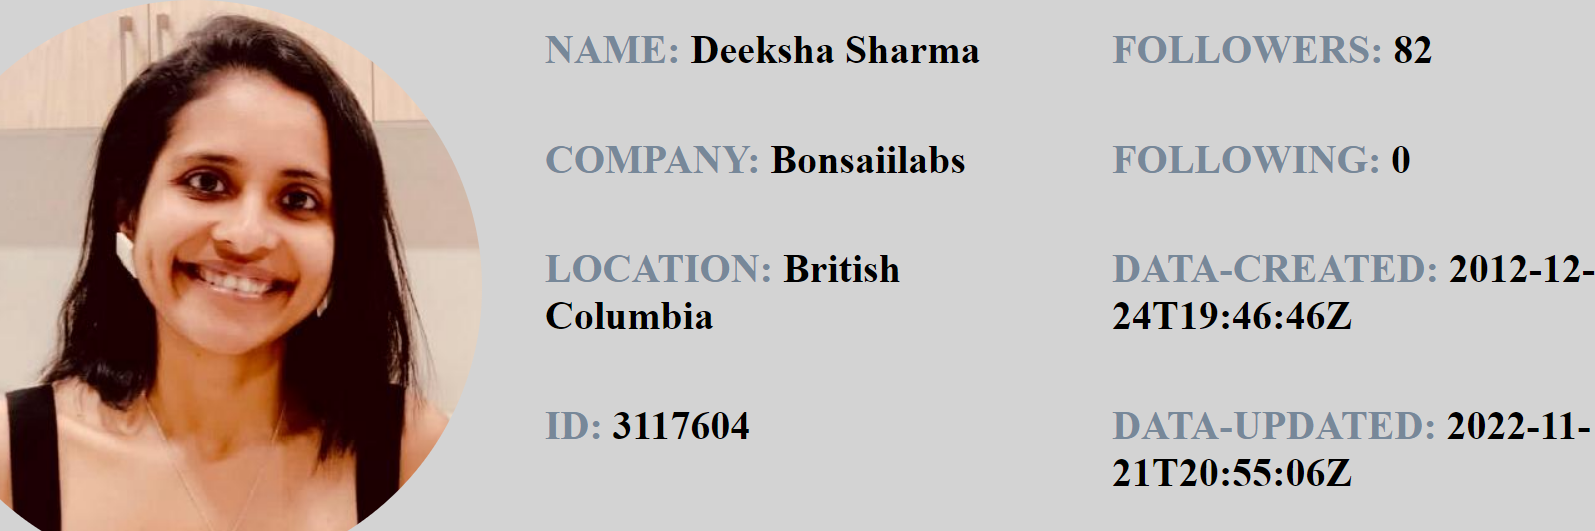 NAME: Deeksha Sharma
COMPANY: Bonsaiilabs
LOCATION: British
Columbia
ID: 3117604
FOLLOWERS: 82
FOLLOWING: 0
DATA-CREATED: 2012-12-
24T19:46:46Z
DATA-UPDATED: 2022-11-
21T20:55:06Z